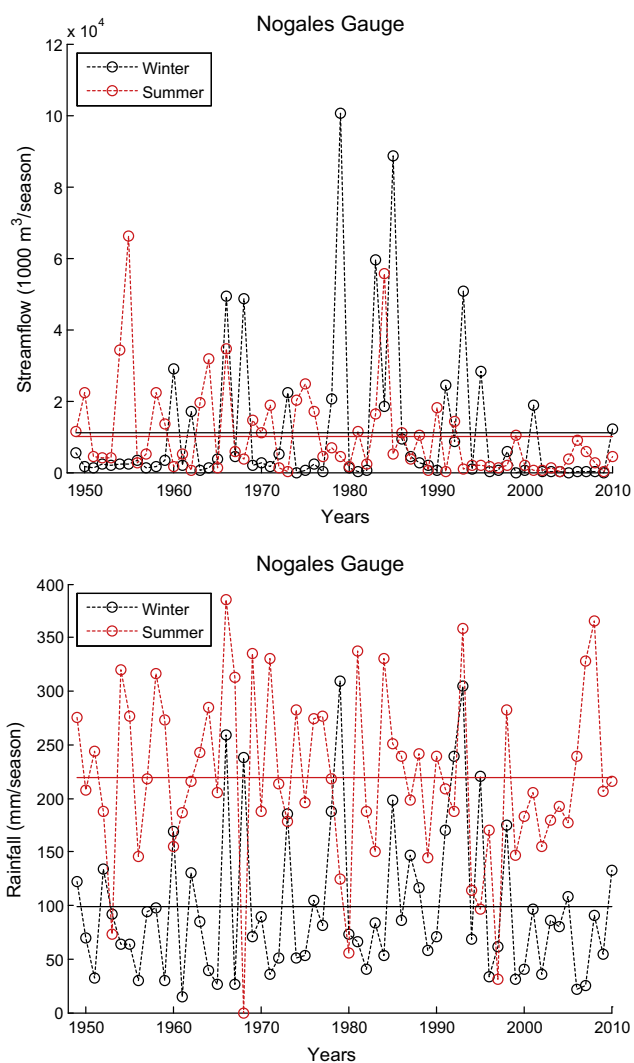 Nogales Gauge
x 10^4
12
10
8
6
4
2
0
Streamflow (1000 m^3/season)
Winter
Summer
1950 1960 1970 1980 1990 2000 2010
Years
Nogales Gauge
400
350
300
250
200
150
100
50
0
Rainfall (mm/season)
Winter
Summer
1950 1960 1970 1980 1990 2000 2010
Years